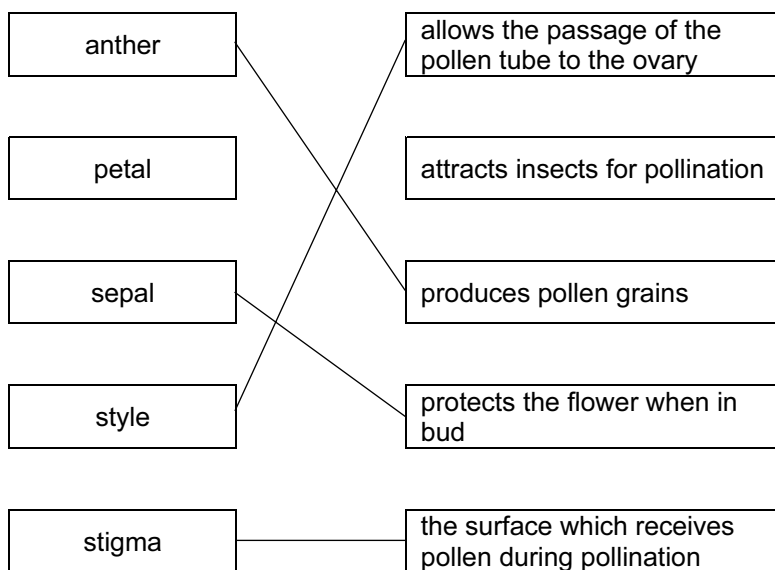 anther
allows the passage of the
pollen tube to the ovary
petal
attracts insects for pollination
sepal
produces pollen grains
style
protects the flower when in
bud
stigma
the surface which receives
pollen during pollination